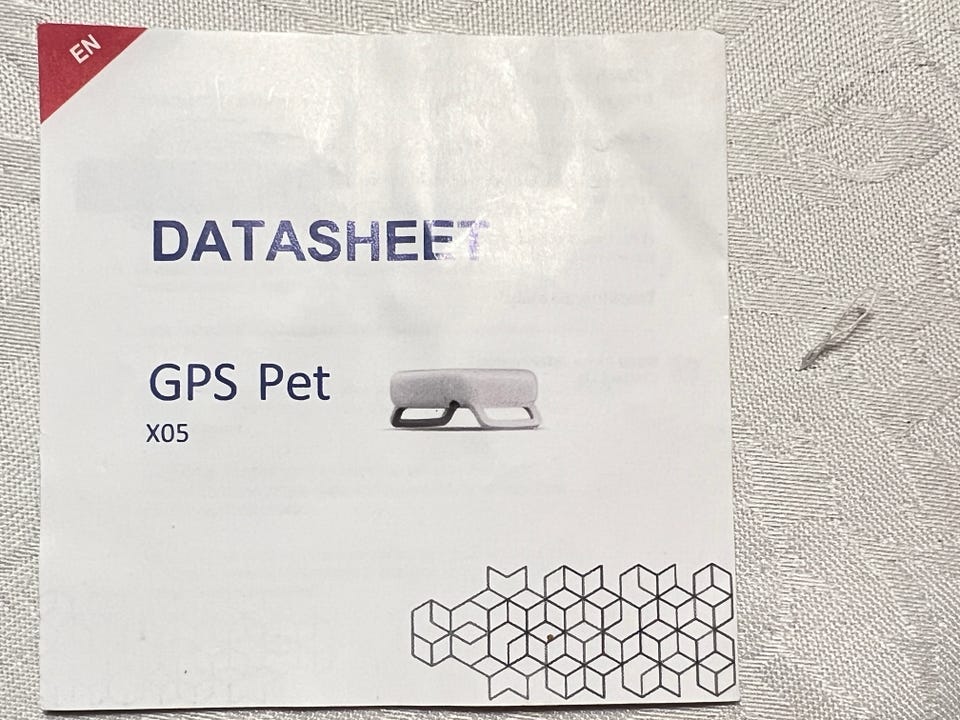 EN
DATASHEET
GPS Pet
X05